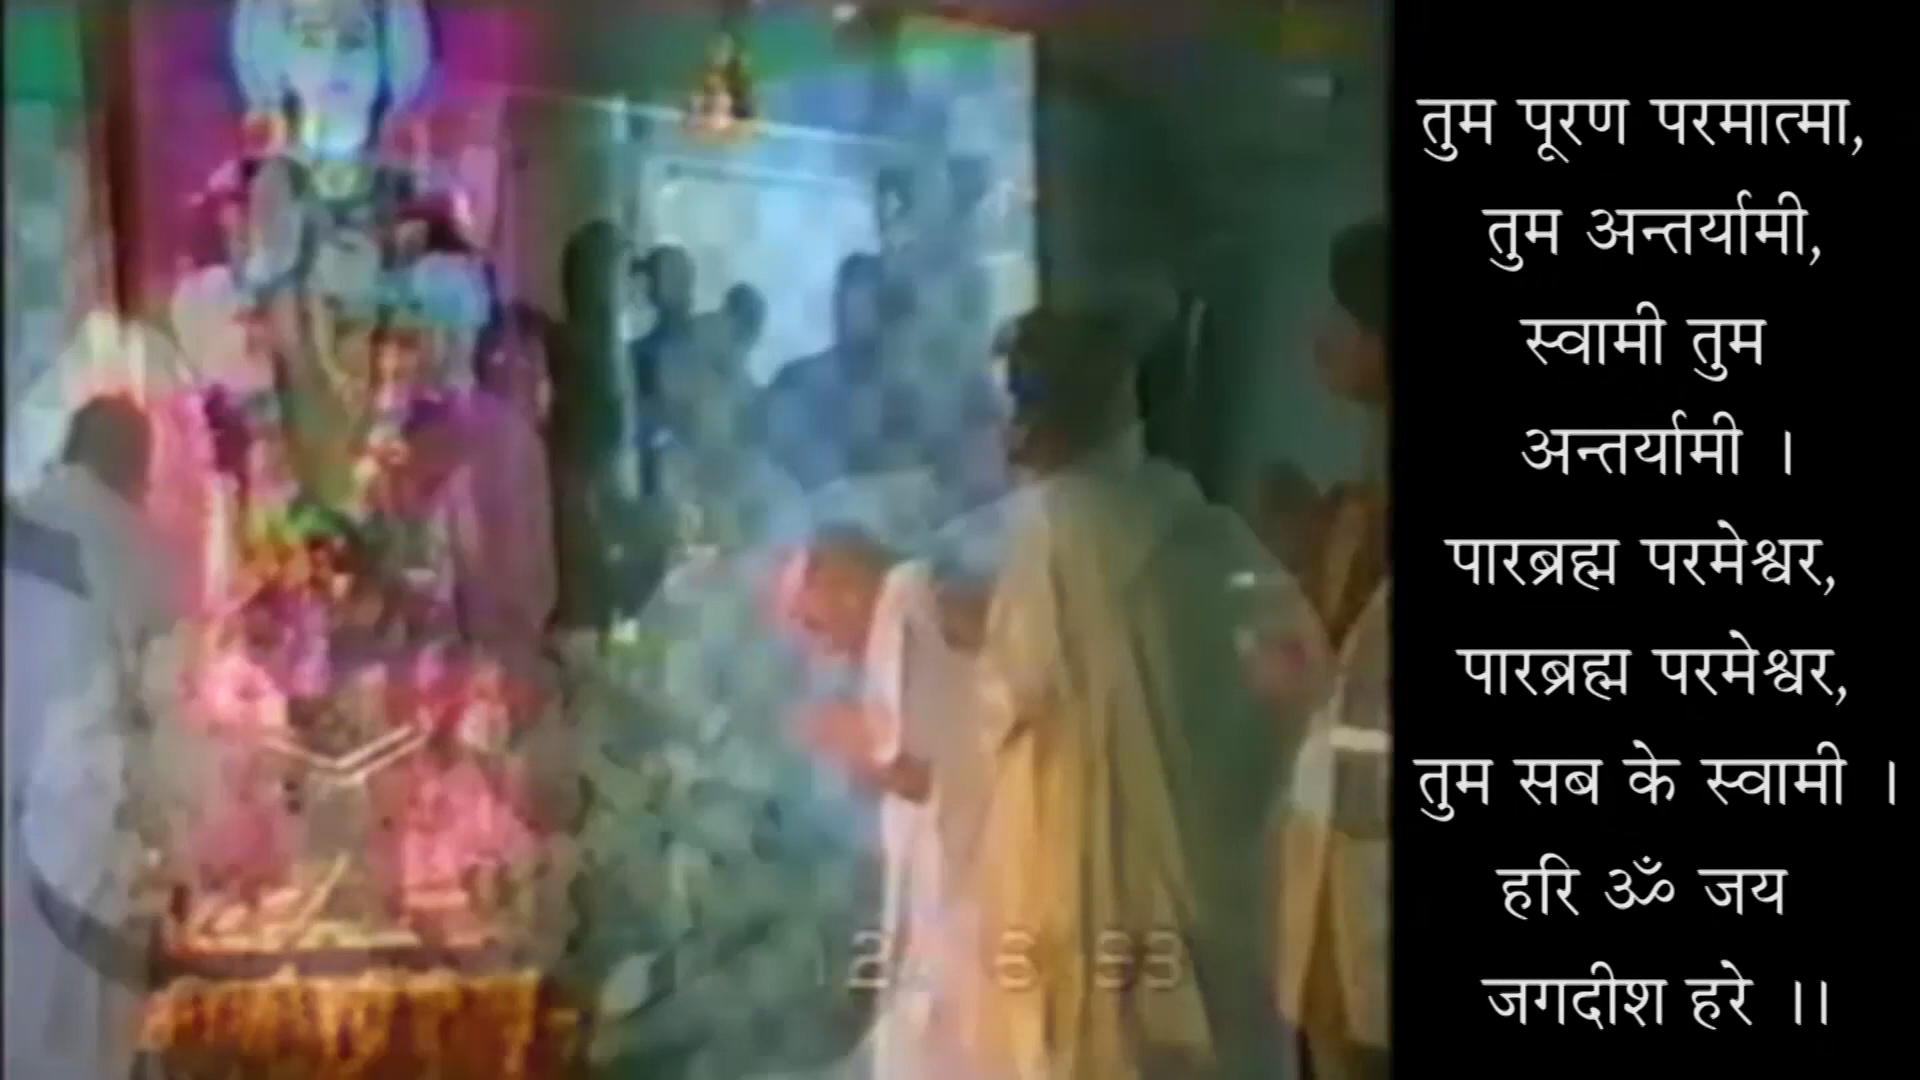 तुम पूरण परमात्मा,
तुम अन्तर्यामी,
स्वामी तुम
अन्तर्यामी ।
पारब्रह्म परमेश्वर,
पारब्रह्म परमेश्वर,
तुम सब के स्वामी ।
हरि ॐ जय
जगदीश हरे ।।